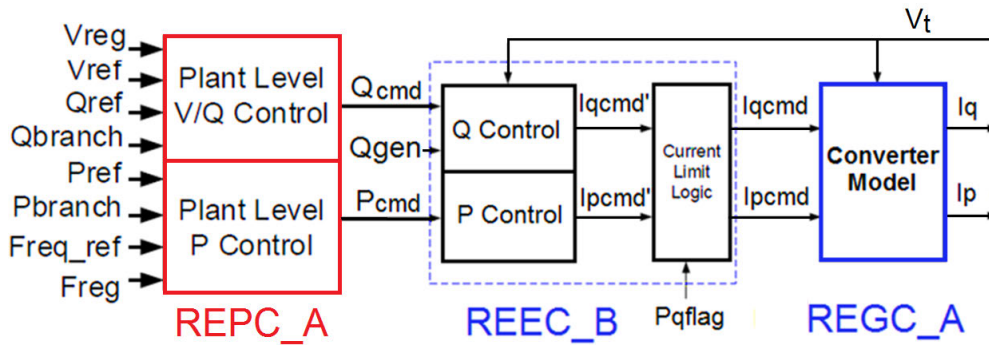 Vreg
Vref
Qref
Qbranch
Pref
Pbranch
Freq_ref
Freg
Plant Level
V/Q Control
Plant Level
P Control
REPC_A
Qcmd
Qgen
Pcmd
Q Control
P Control
Iqcmd'
Ipcmd'
Current
Limit
Logic
REEC_B
Pqflag
Iqcmd
Ipcmd
Vt
Converter
Model
REGC_A
Iq
Ip